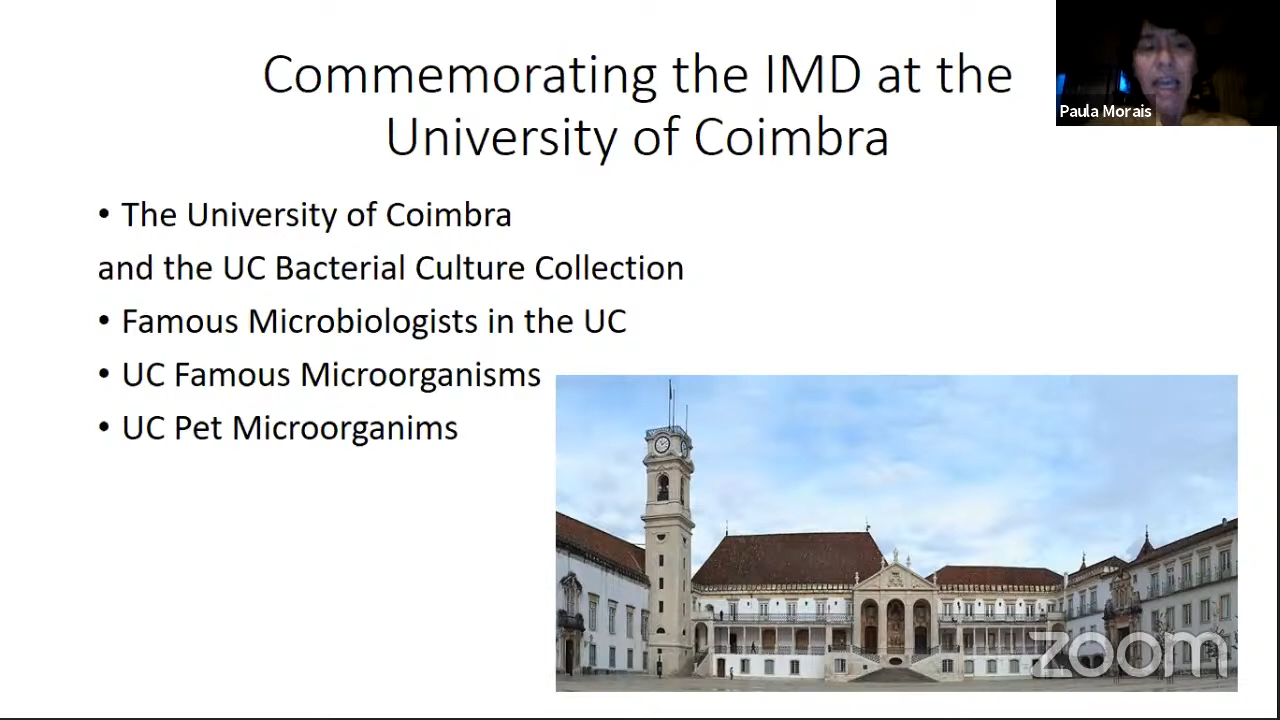 Commemorating the IMD at the
University of Coimbra
Paula Morais
• The University of Coimbra
and the UC Bacterial Culture Collection
• Famous Microbiologists in the UC
• UC Famous Microorganisms
• UC Pet Microorganims
zoom